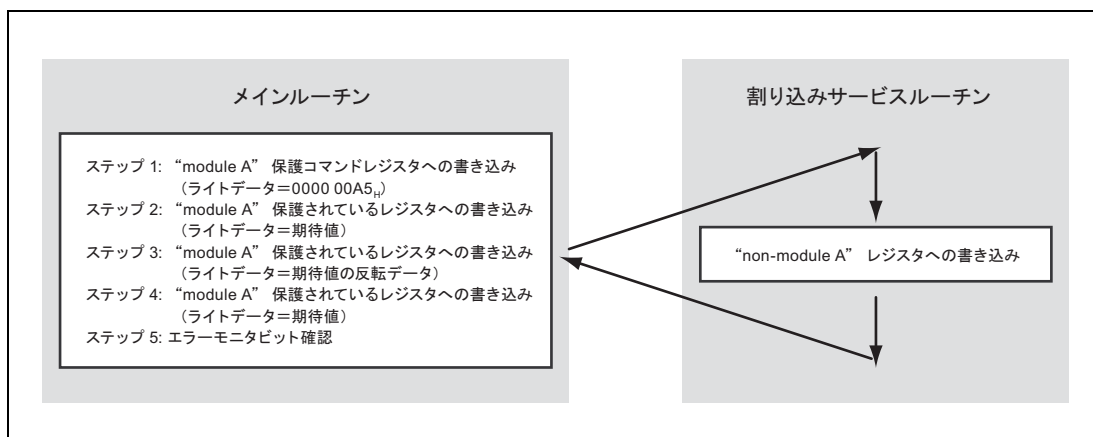 メインルーチン
ステップ 1: “module A” 保護コマンドレジスタへの書き込み
（ライトデータ＝0000 00A5H）
ステップ 2: “module A” 保護されているレジスタへの書き込み
（ライトデータ＝期待値）
ステップ 3: “module A” 保護されているレジスタへの書き込み
（ライトデータ＝期待値の反転データ）
ステップ 4: “module A” 保護されているレジスタへの書き込み
（ライトデータ＝期待値）
ステップ 5: エラーモニタビット確認
割り込みサービスルーチン
“non-module A” レジスタへの書き込み